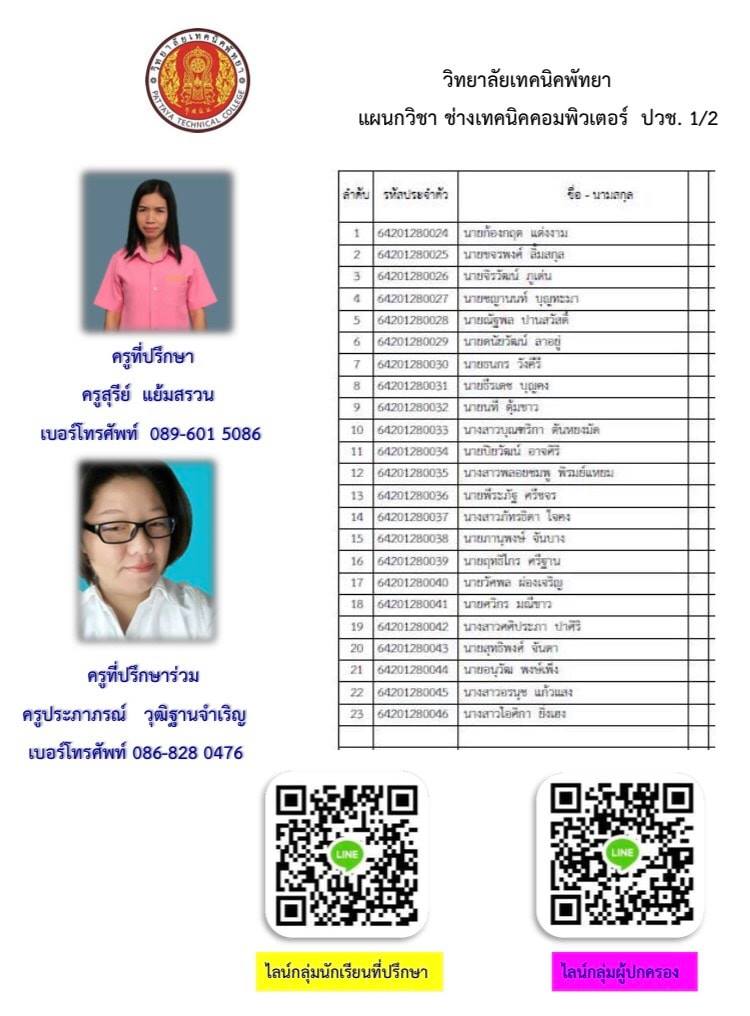 วิทยาลัยเทคนิคพัทยา
PATTAYA TECHNICAL COLLEGE
วิทยาลัยเทคนิคพัทยา
แผนกวิชา ช่างเทคนิคคอมพิวเตอร์ ปวช. 1/2
ครูที่ปรึกษา
ครูสุรีย์ แย้มสรวน
เบอร์โทรศัพท์ 089-601 5086
ครูที่ปรึกษาร่วม
ครูประภาภรณ์ วุฒิฐานจำเริญ
เบอร์โทรศัพท์ 086-828 0476
ลำดับ รหัสประจำตัว ชื่อ - นามสกุล
1 64201280024 นายก้องกฤต แต่งงาม
2 64201280025 นายขจรพงศ์ ลิ้มสกุล
3 64201280026 นายจิรวัฒน์ ภูเด่น
4 64201280027 นายชญานนท์ บุญทะมา
5 64201280028 นายณัฐพล ปานสวัสดิ์
6 64201280029 นายดนัยวัฒน์ ลาอยู่
7 64201280030 นายธนกร วังคีรี
8 64201280031 นายธีรเดช บุญคง
9 64201280032 นายนที ตุ้มขาว
10 64201280033 นางสาวบุณฑริกา ตันหยงมัด
11 64201280034 นายปิยวัฒน์ อาจศิริ
12 64201280035 นางสาวพลอยชมพู พิรมย์แหยม
13 64201280036 นายพีระภัฐ ศรีขจร
14 64201280037 นางสาวภัทรธิดา ใจคง
15 64201280038 นายภานุพงษ์ จันบาง
16 64201280039 นายฤทธิไกร ศรีฐาน
17 64201280040 นายวัศพล ผ่องเจริญ
18 64201280041 นายศวิกร มณีขาว
19 64201280042 นางสาวศศิประภา ปาศิริ
20 64201280043 นายสุทธิพงศ์ จันดา
21 64201280044 นายอนุวัฒ พงษ์เพ็ง
22 64201280045 นางสาวอรนุช แก้วแสง
23 64201280046 นางสาวไอศิกา ยิ่งเฮง
LINE
LINE
ไลน์กลุ่มนักเรียนที่ปรึกษา
ไลน์กลุ่มผู้ปกครอง